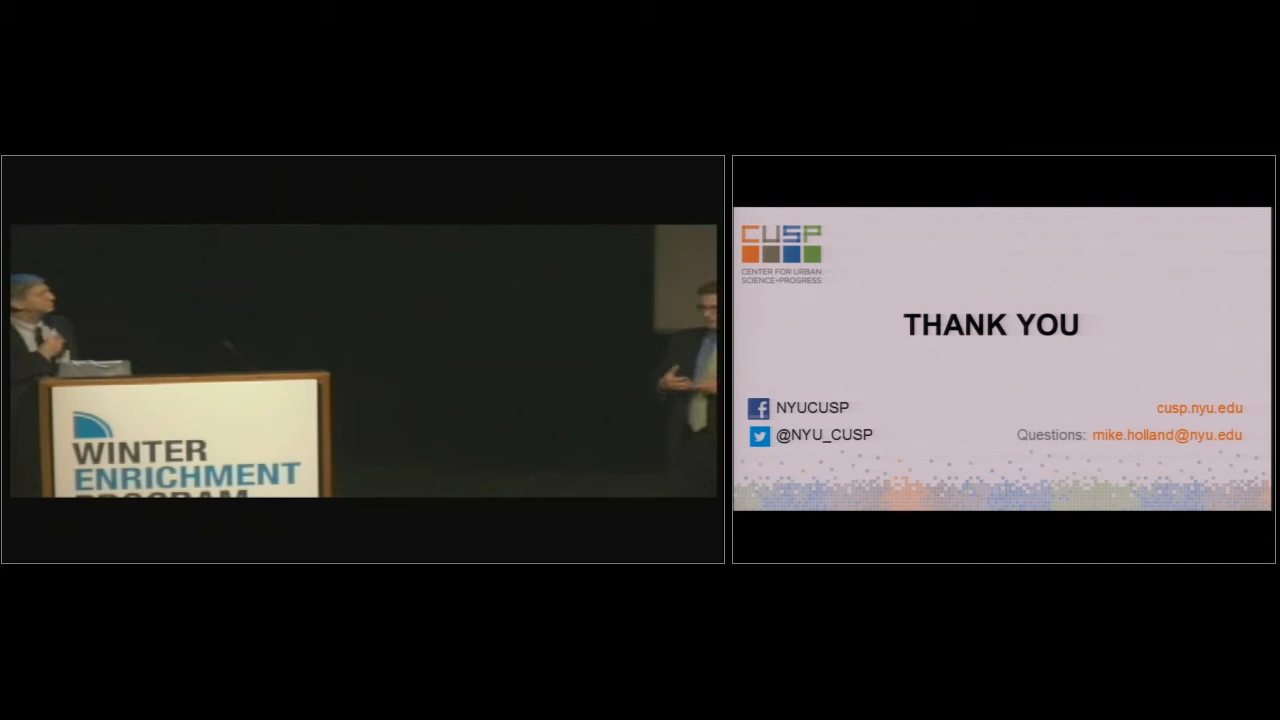 WINTER
ENRICHMENT
PROGRAM
CUSP
CENTER FOR URBAN
SCIENCE+PROGRESS
THANK YOU
NYUCUSP
cusp.nyu.edu
@NYU_CUSP
Questions: mike.holland@nyu.edu